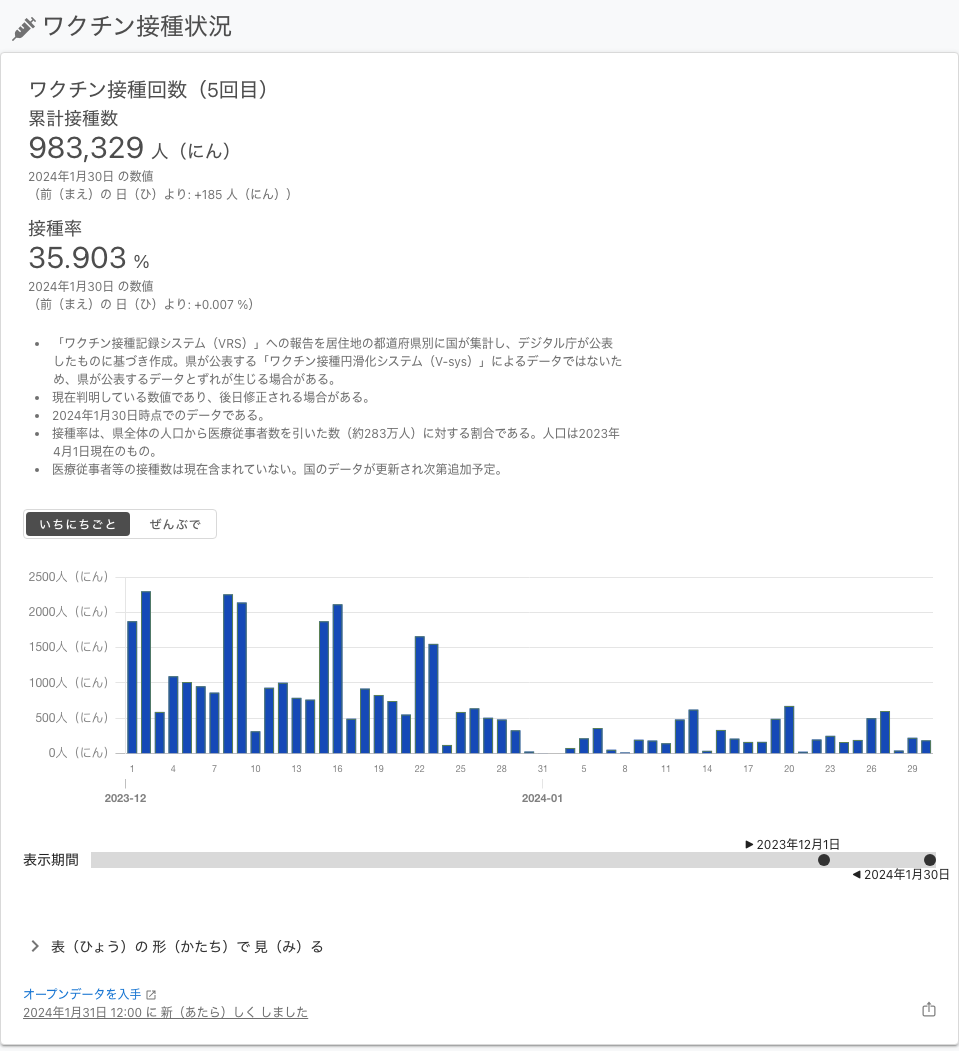 ワクチン接種状況
ワクチン接種回数（5回目）
累計接種数
983,329 人（にん）
2024年1月30日 の数値
（前（まえ）の 日（ひ）より: +185 人（にん））
接種率
35.903 %
2024年1月30日 の数値
（前（まえ）の 日（ひ）より: +0.007 %）
「ワクチン接種記録システム（VRS）」への報告を居住地の都道府県別に国が集計し、デジタル庁が公表
したものに基づき作成。県が公表する「ワクチン接種円滑化システム（V-sys）」によるデータではないた
め、県が公表するデータとずれが生じる場合がある。
現在判明している数値であり、後日修正される場合がある。
2024年1月30日時点でのデータである。
接種率は、県全体の人口から医療従事者数を引いた数（約283万人）に対する割合である。人口は2023年
4月1日現在のもの。
医療従事者等の接種数は現在含まれていない。国のデータが更新され次第追加予定。
いちにちごと ぜんぶで
2500人（にん）
2000人（にん）
1500人（にん）
1000人（にん）
500人（にん）
0人（にん）
1 4 7 10 13 16 19 22 25 28 31 5 8 11 14 17 20 23 26 29
2023-12 2024-01
▶ 2023年12月1日
表示期間
◀ 2024年1月30日
表（ひょう）の 形（かたち）で 見（み）る
オープンデータを入手
2024年1月31日 12:00 に 新（あたら）しく しました